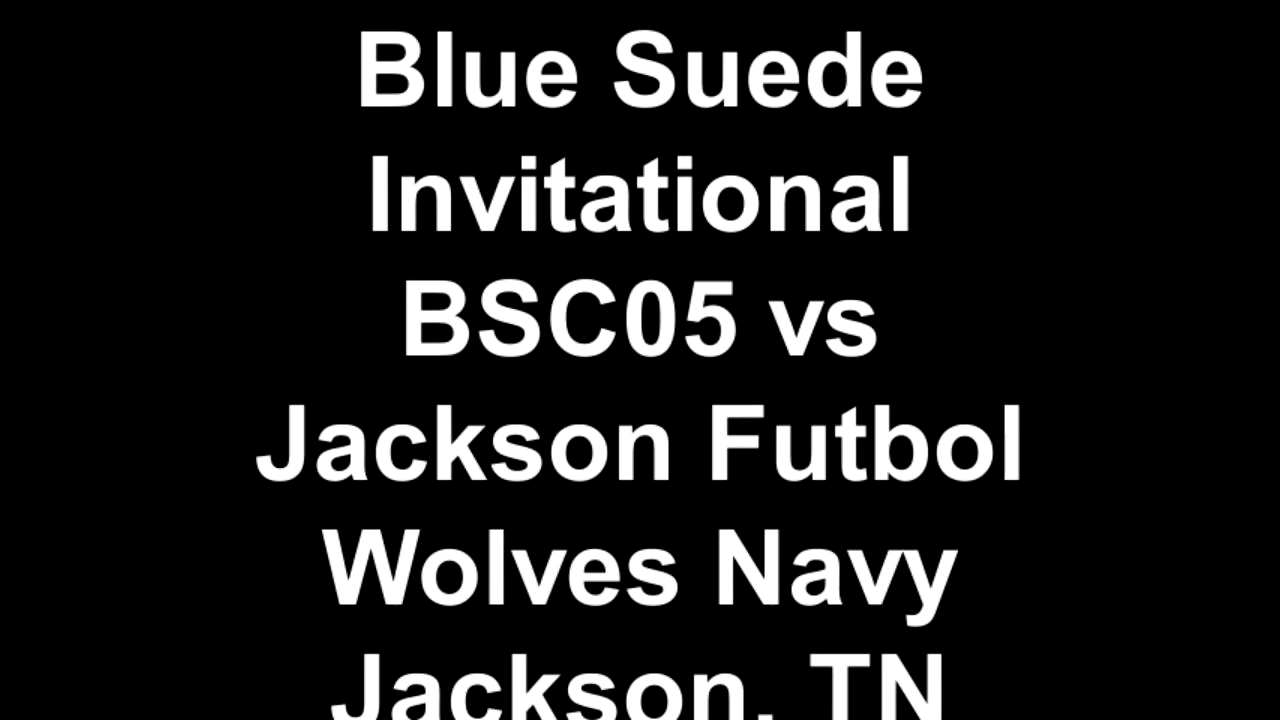 Blue Suede
Invitational
BSC05 vs
Jackson Futbol
Wolves Navy
Jackson, TN